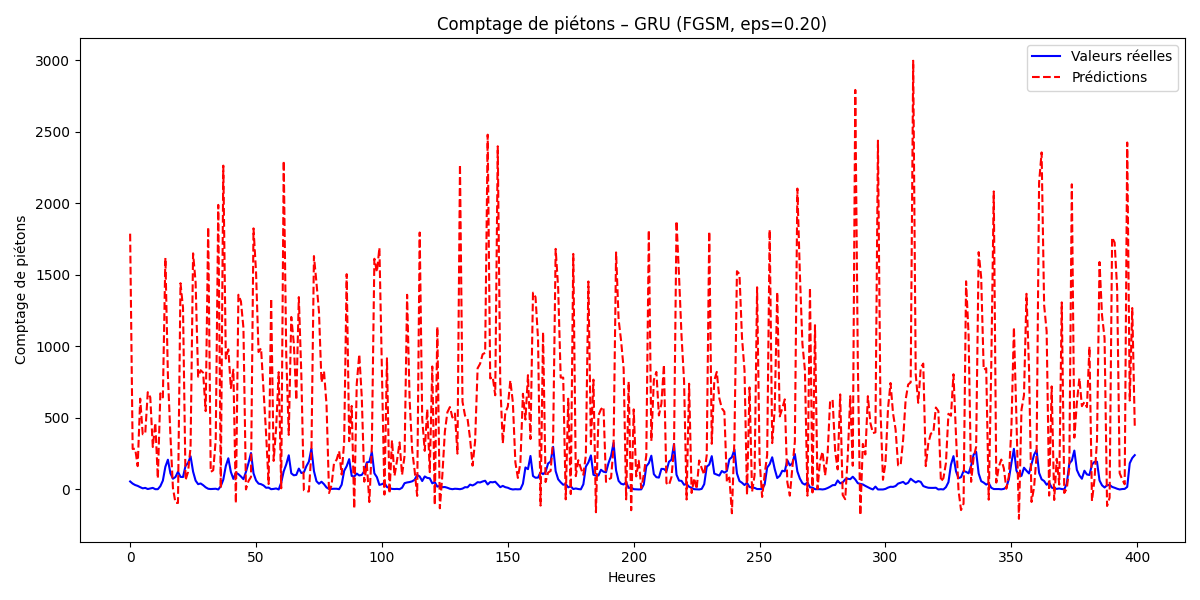 Comptage de piétons – GRU (FGSM, eps=0.20)
Valeurs réelles
Prédictions
Comptage de piétons
3000
2500
2000
1500
1000
500
0
0 50 100 150 200 250 300 350 400
Heures